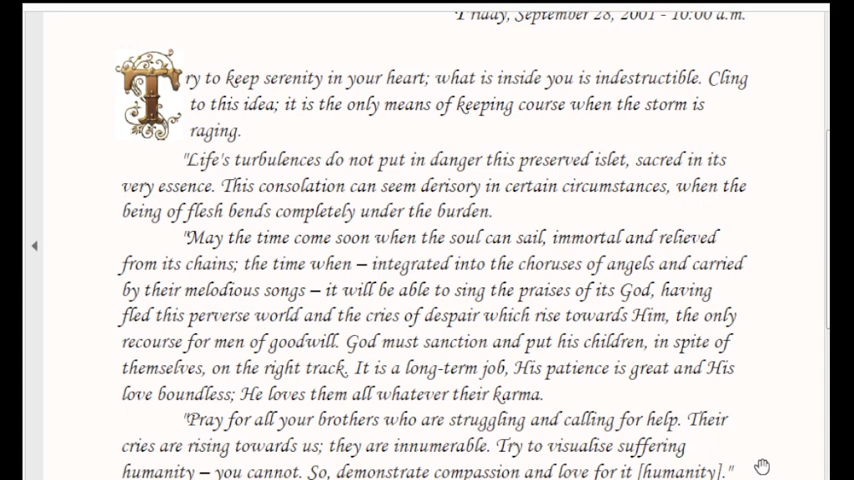 Friday, September 28, 2001 - 10:00 a.m.
Try to keep serenity in your heart; what is inside you is indestructible. Cling
to this idea; it is the only means of keeping course when the storm is
raging.
"Life's turbulences do not put in danger this preserved islet, sacred in its
very essence. This consolation can seem derisory in certain circumstances, when the
being of flesh bends completely under the burden.
"May the time come soon when the soul can sail, immortal and relieved
from its chains; the time when – integrated into the choruses of angels and carried
by their melodious songs – it will be able to sing the praises of its God, having
fled this perverse world and the cries of despair which rise towards Him, the only
recourse for men of goodwill. God must sanction and put his children, in spite of
themselves, on the right track. It is a long-term job, His patience is great and His
love boundless; He loves them all whatever their karma.
"Pray for all your brothers who are struggling and calling for help. Their
cries are rising towards us; they are innumerable. Try to visualise suffering
humanity – you cannot. So, demonstrate compassion and love for it [humanity]."